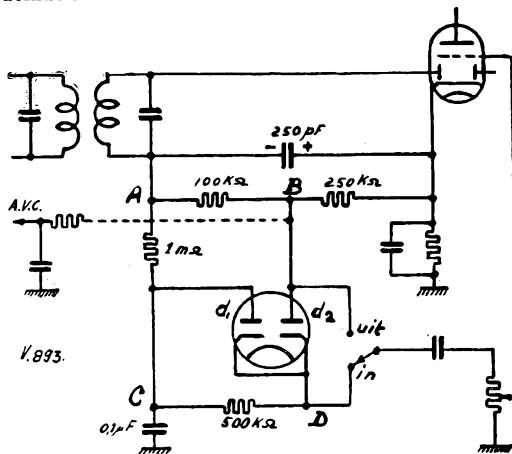 250pF
- +
A 100KΩ B 250KΩ
A.V.C.
1mΩ
d₁ d₂ uit
V.893.
in
C D
0,1µF 500KΩ